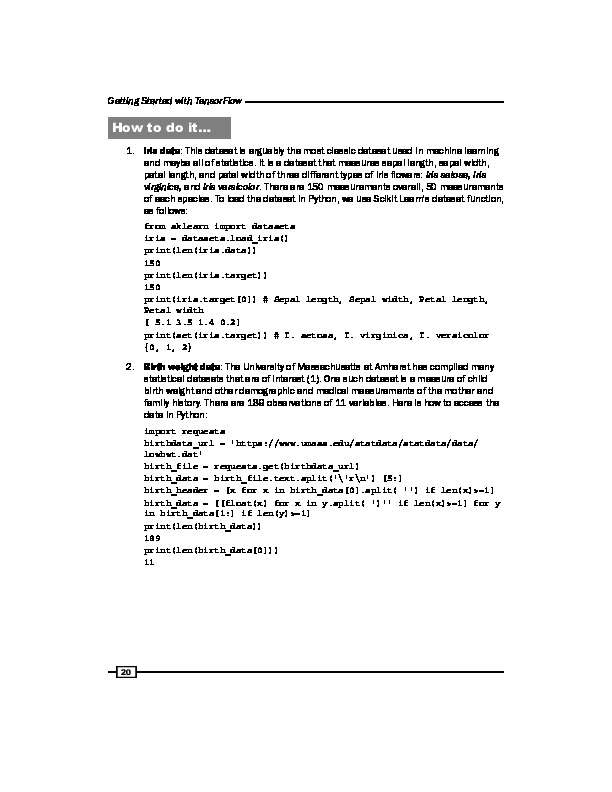 Getting Started with TensorFlow
How to do it…
1. Iris data: This dataset is arguably the most classic dataset used in machine learning
and maybe all of statistics. It is a dataset that measures sepal length, sepal width,
petal length, and petal width of three different types of iris flowers: Iris setosa, Iris
virginica, and Iris versicolor. There are 150 measurements overall, 50 measurements
of each species. To load the dataset in Python, we use Scikit Learn's dataset function,
as follows:
from sklearn import datasets
iris = datasets.load_iris()
print(len(iris.data))
150
print(len(iris.target))
150
print(iris.target[0]) # Sepal length, Sepal width, Petal length,
Petal width
[ 5.1 3.5 1.4 0.2]
print(set(iris.target)) # I. setosa, I. virginica, I. versicolor
{0, 1, 2}
2. Birth weight data: The University of Massachusetts at Amherst has compiled many
statistical datasets that are of interest (1). One such dataset is a measure of child
birth weight and other demographic and medical measurements of the mother and
family history. There are 189 observations of 11 variables. Here is how to access the
data in Python:
import requests
birthdata_url = 'https://www.umass.edu/statdata/statdata/data/
lowbwt.dat'
birth_file = requests.get(birthdata_url)
birth_data = birth_file.text.split('\'r\n') [5:]
birth_header = [x for x in birth_data[0].split( '') if len(x)>=1]
birth_data = [[float(x) for x in y.split( ')'' if len(x)>=1] for y
in birth_data[1:] if len(y)>=1]
print(len(birth_data))
189
print(len(birth_data[0]))
11
20